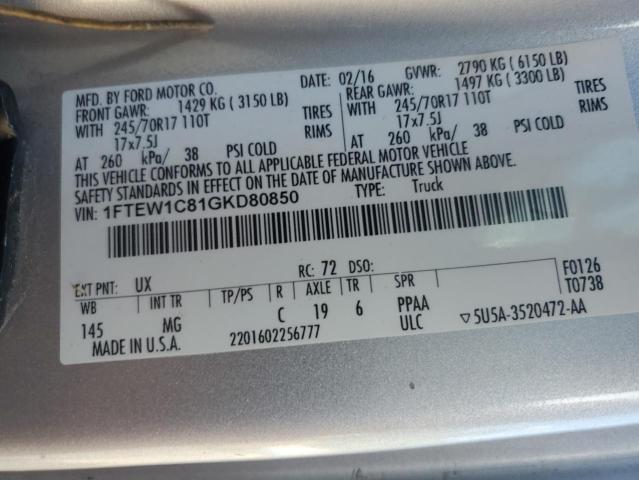 MFD. BY FORD MOTOR CO. DATE: 02/16 GVWR: 2790 KG ( 6150 LB)
FRONT GAWR: 1429 KG ( 3150 LB) REAR GAWR: 1497 KG ( 3300 LB)
WITH 245/70R17 110T TIRES WITH 245/70R17 110T TIRES
17x7.5J RIMS 17x7.5J RIMS
AT 260 kPa/ 38 PSI COLD AT 260 kPa/ 38 PSI COLD
THIS VEHICLE CONFORMS TO ALL APPLICABLE FEDERAL MOTOR VEHICLE
SAFETY STANDARDS IN EFFECT ON THE DATE OF MANUFACTURE SHOWN ABOVE.
VIN: 1FTEW1C81GKD80850 TYPE: Truck
EXT PNT: UX RC: 72 DSO: F0126
WB INT TR TP/PS R AXLE TR SPR T0738
145 MG C 19 6 PPAA
MADE IN U.S.A. 2201602256777 ULC ▽5U5A-3520472-AA